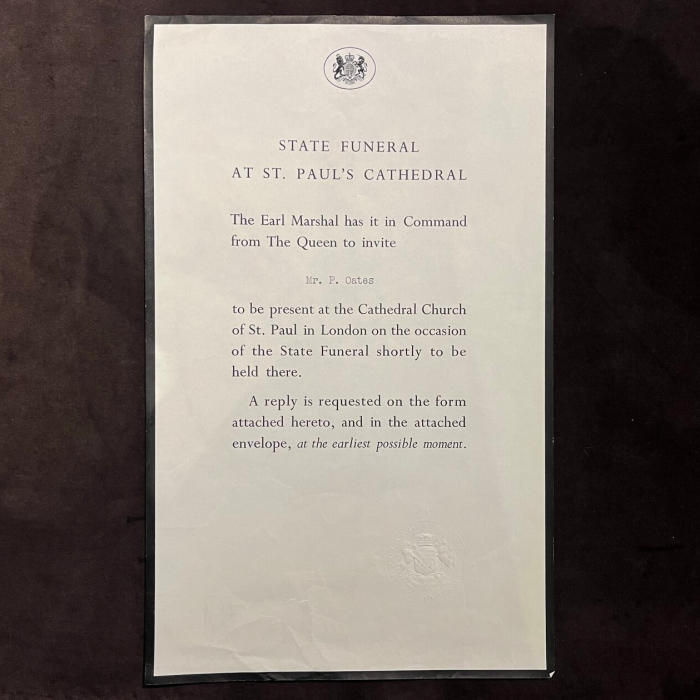 STATE FUNERAL
AT ST. PAUL'S CATHEDRAL
The Earl Marshal has it in Command
from The Queen to invite
Mr. P. Oates
to be present at the Cathedral Church
of St. Paul in London on the occasion
of the State Funeral shortly to be
held there.
A reply is requested on the form
attached hereto, and in the attached
envelope, at the earliest possible moment.